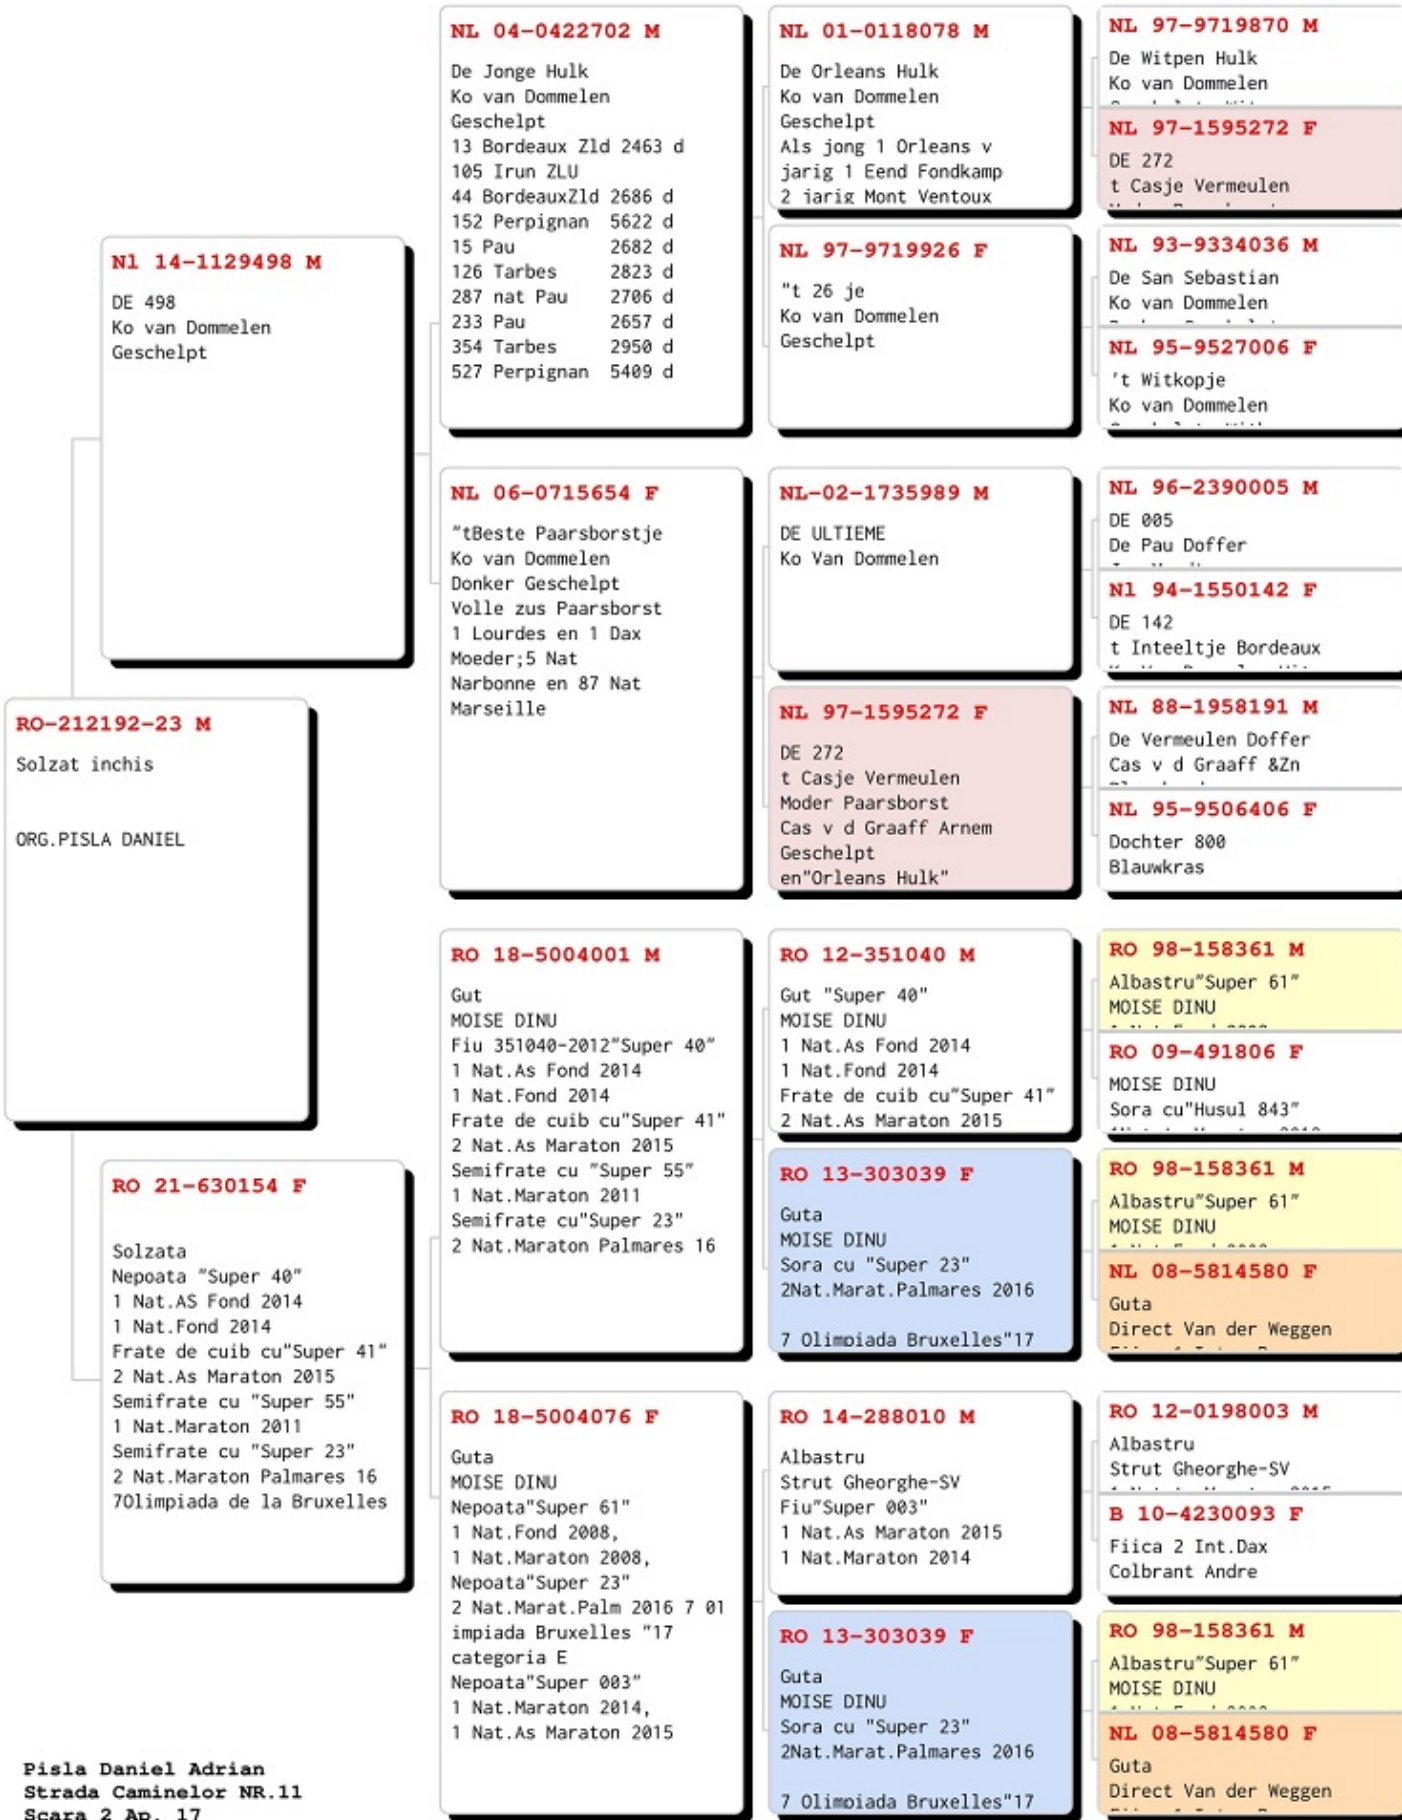 RO-212192-23 M
Solzat inchis
ORG.PISLA DANIEL
Nl 14-1129498 M
DE 498
Ko van Dommelen
Geschelpt
RO 21-630154 F
Solzata
Nepoata "Super 40"
1 Nat.AS Fond 2014
1 Nat.Fond 2014
Frate de cuib cu"Super 41"
2 Nat.As Maraton 2015
Semifrate cu "Super 55"
1 Nat.Maraton 2011
Semifrate cu "Super 23"
2 Nat.Maraton Palmares 16
7Olimpiada de la Bruxelles
NL 04-0422702 M
De Jonge Hulk
Ko van Dommelen
Geschelpt
13 Bordeaux Zld 2463 d
105 Irun ZLU
44 BordeauxZld 2686 d
152 Perpignan 5622 d
15 Pau 2682 d
126 Tarbes 2823 d
287 nat Pau 2706 d
233 Pau 2657 d
354 Tarbes 2950 d
527 Perpignan 5409 d
NL 06-0715654 F
"tBeste Paarsborstje
Ko van Dommelen
Donker Geschelpt
Volle zus Paarsborst
1 Lourdes en 1 Dax
Moeder;5 Nat
Narbonne en 87 Nat
Marseille
RO 18-5004001 M
Gut
MOISE DINU
Fiu 351040-2012"Super 40"
1 Nat.As Fond 2014
1 Nat.Fond 2014
Frate de cuib cu"Super 41"
2 Nat.As Maraton 2015
Semifrate cu "Super 55"
1 Nat.Maraton 2011
Semifrate cu"Super 23"
2 Nat.Maraton Palmares 16
RO 18-5004076 F
Guta
MOISE DINU
Nepoata"Super 61"
1 Nat.Fond 2008,
1 Nat.Maraton 2008,
Nepoata"Super 23"
2 Nat.Marat.Palm 2016 7 Ol
impiada Bruxelles "17
categoria E
Nepoata"Super 003"
1 Nat.Maraton 2014,
1 Nat.As Maraton 2015
NL 01-0118078 M
De Orleans Hulk
Ko van Dommelen
Geschelpt
Als jong 1 Orleans v
jarig 1 Eend Fondkamp
2 jarig Mont Ventoux
NL 97-9719926 F
"t 26 je
Ko van Dommelen
Geschelpt
NL-02-1735989 M
DE ULTIEME
Ko Van Dommelen
NL 97-1595272 F
DE 272
t Casje Vermeulen
Moder Paarsborst
Cas v d Graaff Arnem
Geschelpt
en"Orleans Hulk"
RO 12-351040 M
Gut "Super 40"
MOISE DINU
1 Nat.As Fond 2014
1 Nat.Fond 2014
Frate de cuib cu"Super 41"
2 Nat.As Maraton 2015
RO 13-303039 F
Guta
MOISE DINU
Sora cu "Super 23"
2Nat.Marat.Palmares 2016
7 Olimpiada Bruxelles"17
RO 14-288010 M
Albastru
Strut Gheorghe-SV
Fiu"Super 003"
1 Nat.As Maraton 2015
1 Nat.Maraton 2014
RO 13-303039 F
Guta
MOISE DINU
Sora cu "Super 23"
2Nat.Marat.Palmares 2016
7 Olimpiada Bruxelles"17
NL 97-9719870 M
De Witpen Hulk
Ko van Dommelen
NL 97-1595272 F
DE 272
t Casje Vermeulen
NL 93-9334036 M
De San Sebastian
Ko van Dommelen
NL 95-9527006 F
't Witkopje
Ko van Dommelen
NL 96-2390005 M
DE 005
De Pau Doffer
Nl 94-1550142 F
DE 142
t Inteeltje Bordeaux
NL 88-1958191 M
De Vermeulen Doffer
Cas v d Graaff &Zn
NL 95-9506406 F
Dochter 800
Blauwkras
RO 98-158361 M
Albastru"Super 61"
MOISE DINU
RO 09-491806 F
MOISE DINU
Sora cu"Husul 843"
RO 98-158361 M
Albastru"Super 61"
MOISE DINU
NL 08-5814580 F
Guta
Direct Van der Weggen
RO 12-0198003 M
Albastru
Strut Gheorghe-SV
B 10-4230093 F
Fiica 2 Int.Dax
Colbrant Andre
RO 98-158361 M
Albastru"Super 61"
MOISE DINU
NL 08-5814580 F
Guta
Direct Van der Weggen
Pisla Daniel Adrian
Strada Caminelor NR.11
Scara 2 Ap. 17